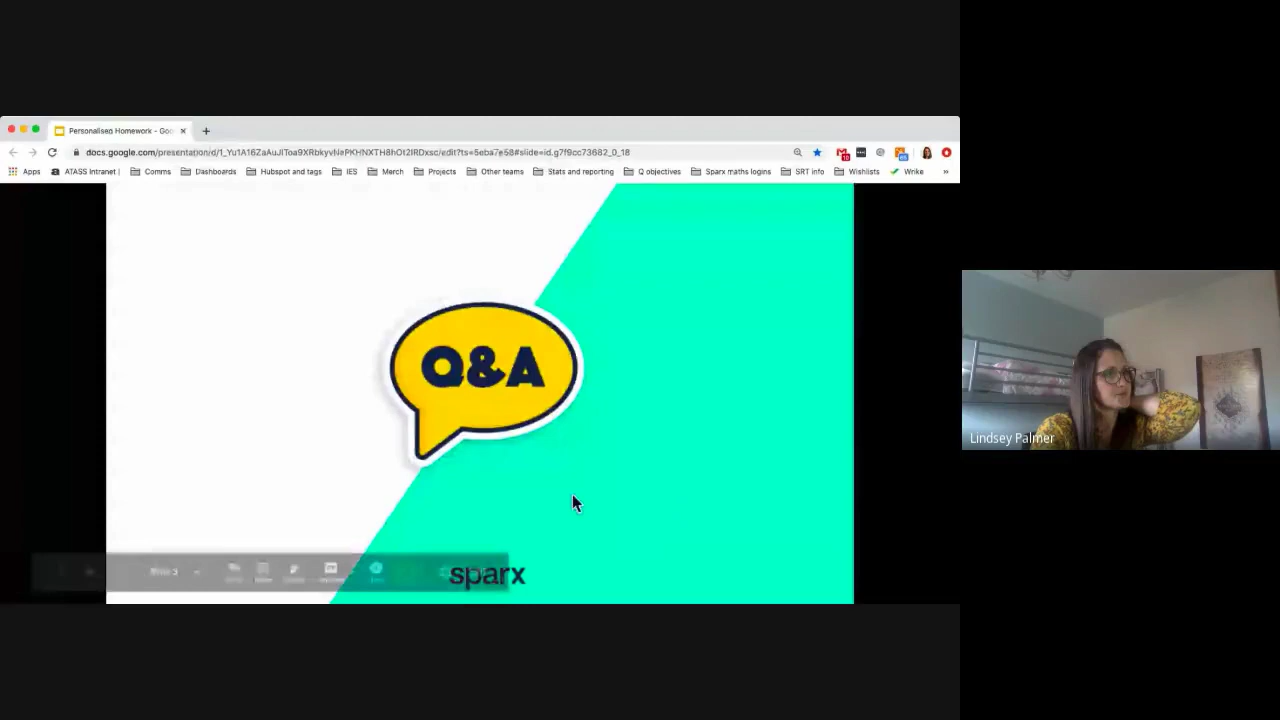 Personalised Homework - Goo
docs.google.com/presentation/d/1_Yu1A16ZaAuJIToa9XRbkyvNePKHNXTH8hOt2IRDxsc/edit?ts=5eba7e58#slide=id.g7f9cc73682_0_18
Apps ATASS Intranet | Comms Dashboards Hubspot and tags IES Merch Projects Other teams Stats and reporting Q objectives Sparx maths logins SRT info Wishlists Wrike »
Q&A
sparx
Lindsey Palmer